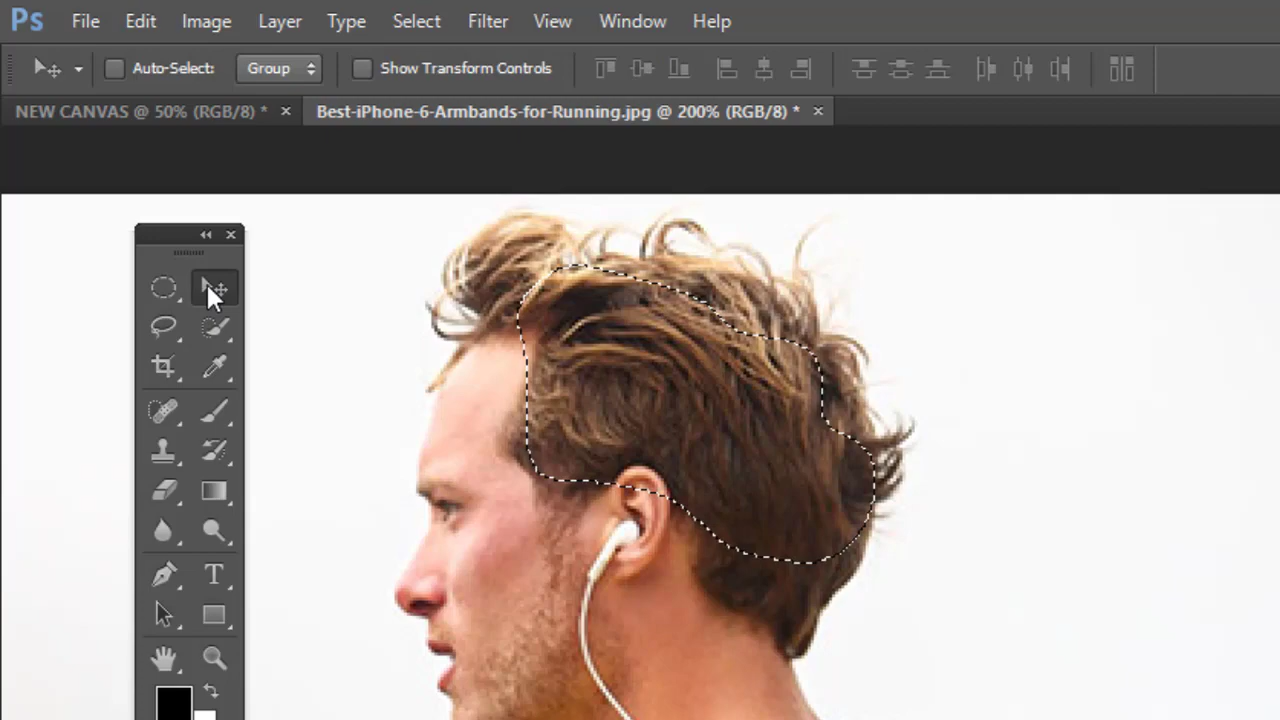 Ps File Edit Image Layer Type Select Filter View Window Help
Auto-Select: Group Show Transform Controls
NEW CANVAS @ 50% (RGB/8) * × Best-iPhone-6-Armbands-for-Running.jpg @ 200% (RGB/8) * ×
T